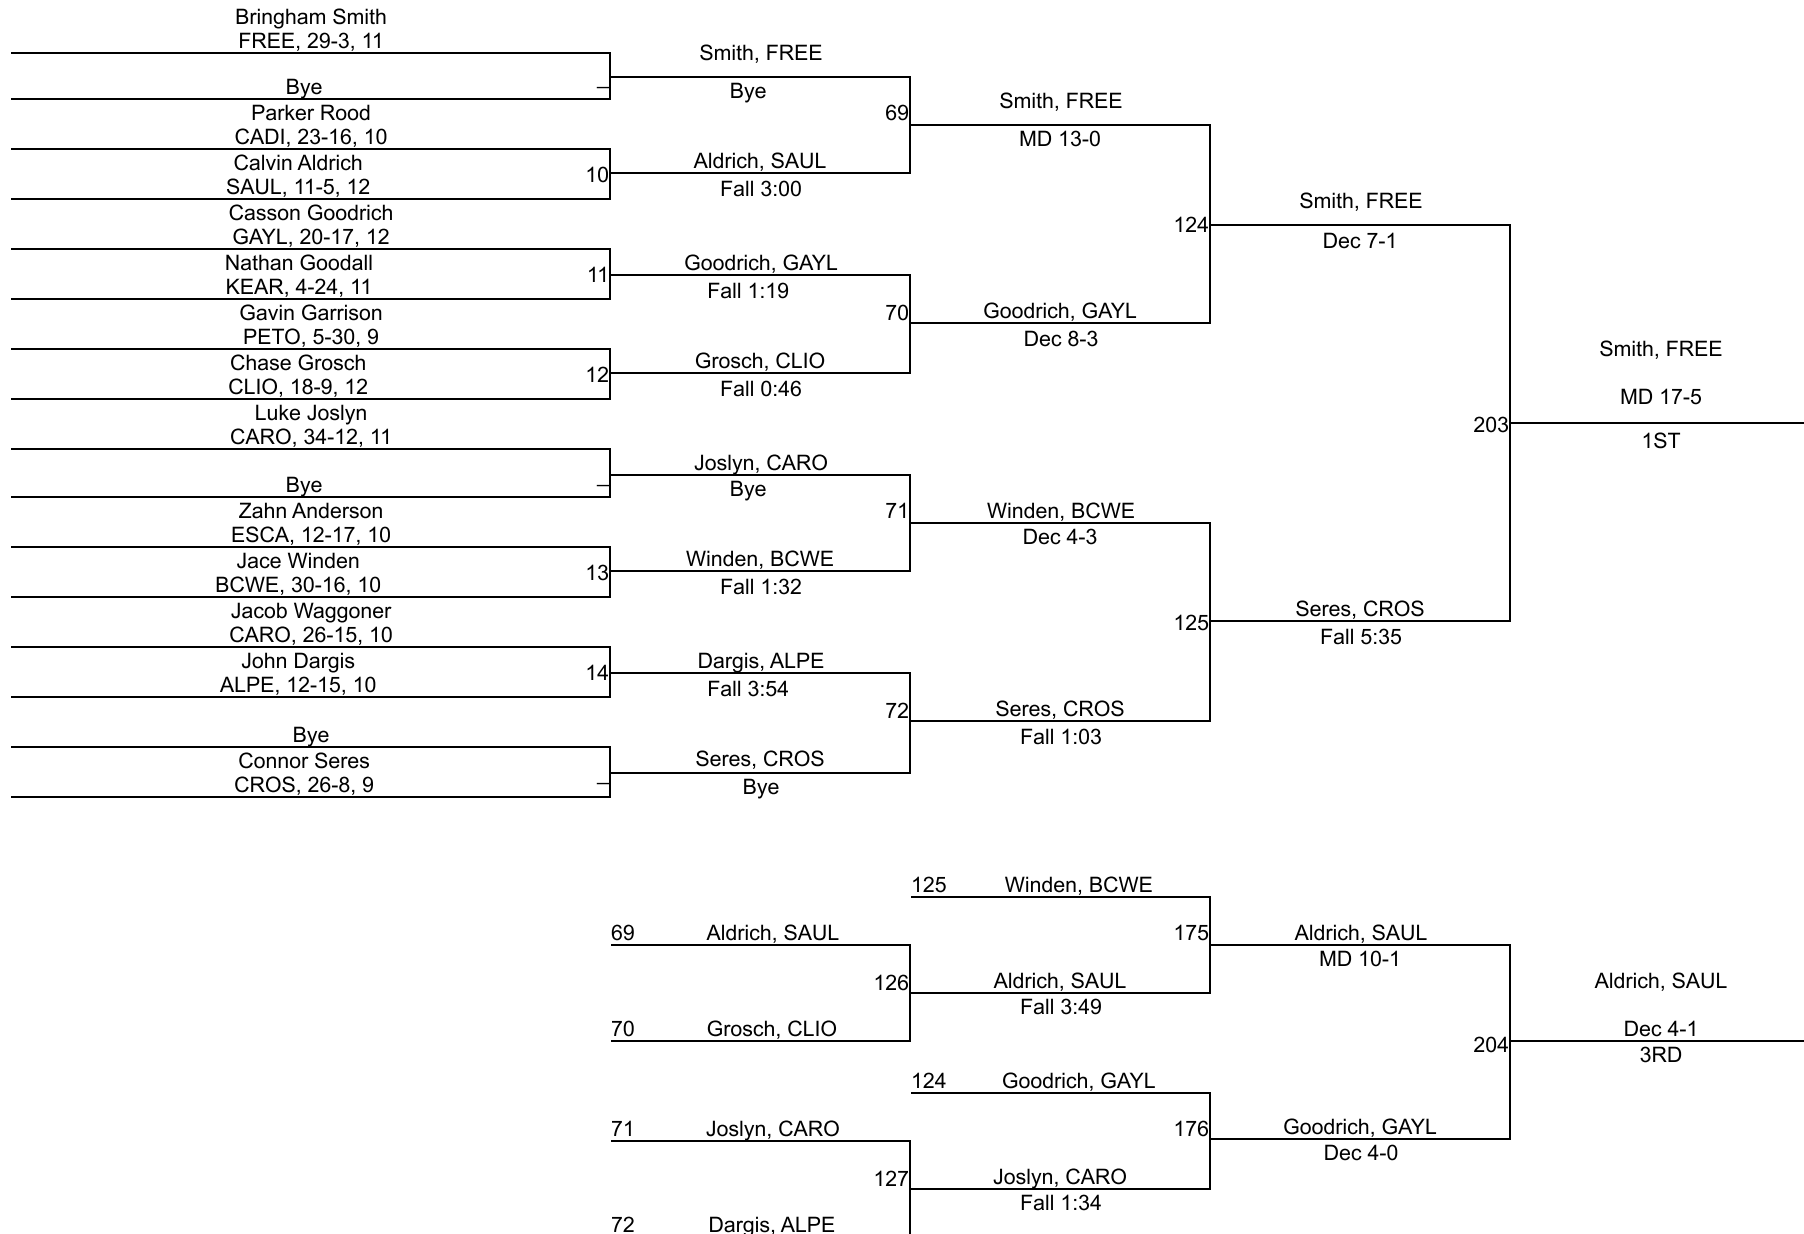 Bringham Smith
FREE, 29-3, 11
Bye
Parker Rood
CADI, 23-16, 10
Calvin Aldrich
SAUL, 11-5, 12
Casson Goodrich
GAYL, 20-17, 12
Nathan Goodall
KEAR, 4-24, 11
Gavin Garrison
PETO, 5-30, 9
Chase Grosch
CLIO, 18-9, 12
Luke Joslyn
CARO, 34-12, 11
Bye
Zahn Anderson
ESCA, 12-17, 10
Jace Winden
BCWE, 30-16, 10
Jacob Waggoner
CARO, 26-15, 10
John Dargis
ALPE, 12-15, 10
Bye
Connor Seres
CROS, 26-8, 9
–
10
11
12
–
13
14
–
Smith, FREE
Bye
Aldrich, SAUL
Fall 3:00
Goodrich, GAYL
Fall 1:19
Grosch, CLIO
Fall 0:46
Joslyn, CARO
Bye
Winden, BCWE
Fall 1:32
Dargis, ALPE
Fall 3:54
Seres, CROS
Bye
69
70
71
72
Smith, FREE
MD 13-0
Goodrich, GAYL
Dec 8-3
Winden, BCWE
Dec 4-3
Seres, CROS
Fall 1:03
124
125
Smith, FREE
Dec 7-1
Seres, CROS
Fall 5:35
203
Smith, FREE
MD 17-5
1ST
69 Aldrich, SAUL
70 Grosch, CLIO
71 Joslyn, CARO
72 Dargis, ALPE
126
127
125 Winden, BCWE
Aldrich, SAUL
Fall 3:49
124 Goodrich, GAYL
Joslyn, CARO
Fall 1:34
175
176
Aldrich, SAUL
MD 10-1
Goodrich, GAYL
Dec 4-0
204
Aldrich, SAUL
Dec 4-1
3RD